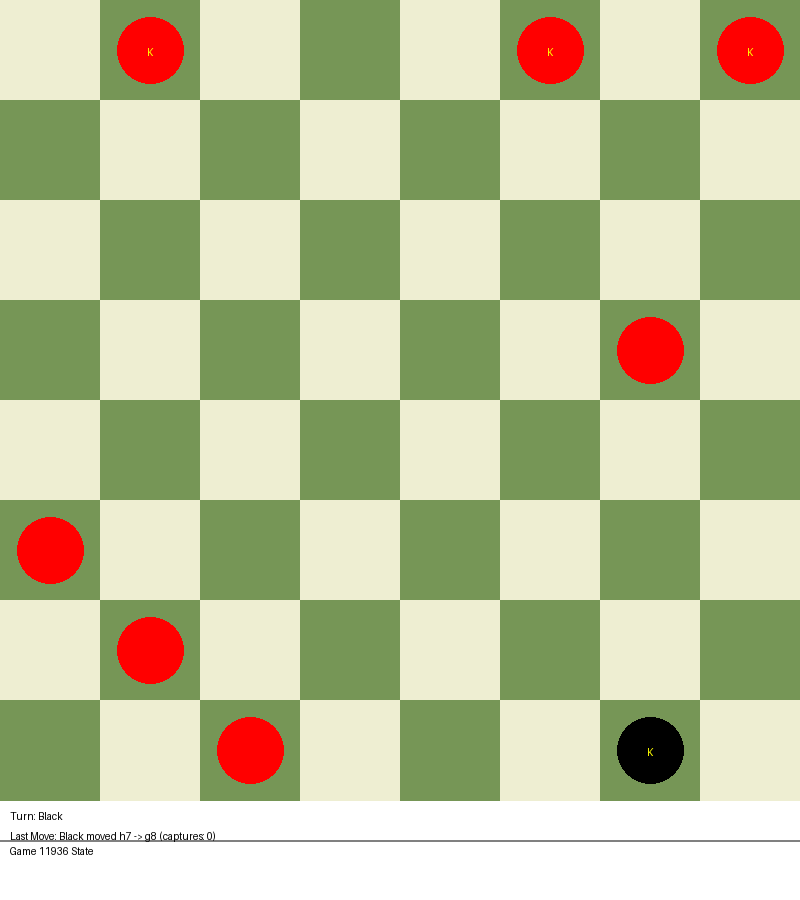 K K K
K
Turn: Black
Last Move: Black moved h7 -> g8 (captures: 0)
Game 11936 State